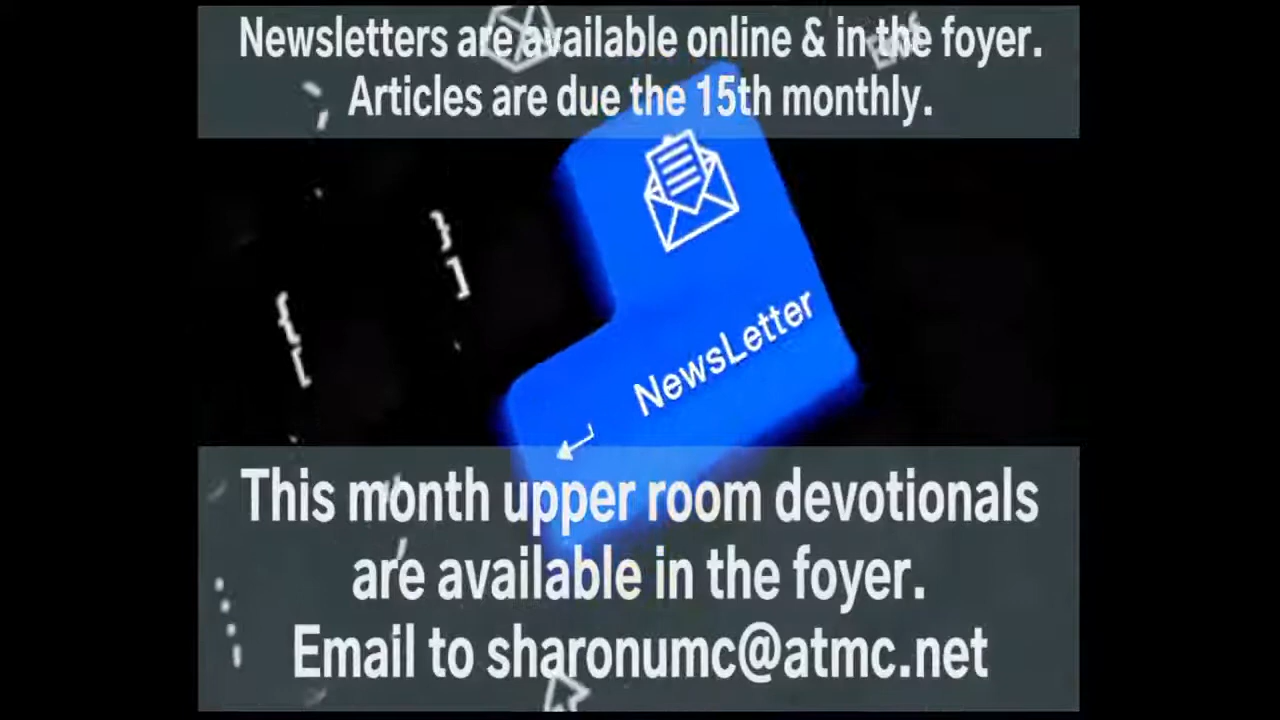 Newsletters are available online & in the foyer.
Articles are due the 15th monthly.
}
]
{
[
NewsLetter
This month upper room devotionals
are available in the foyer.
Email to sharonumc@atmc.net